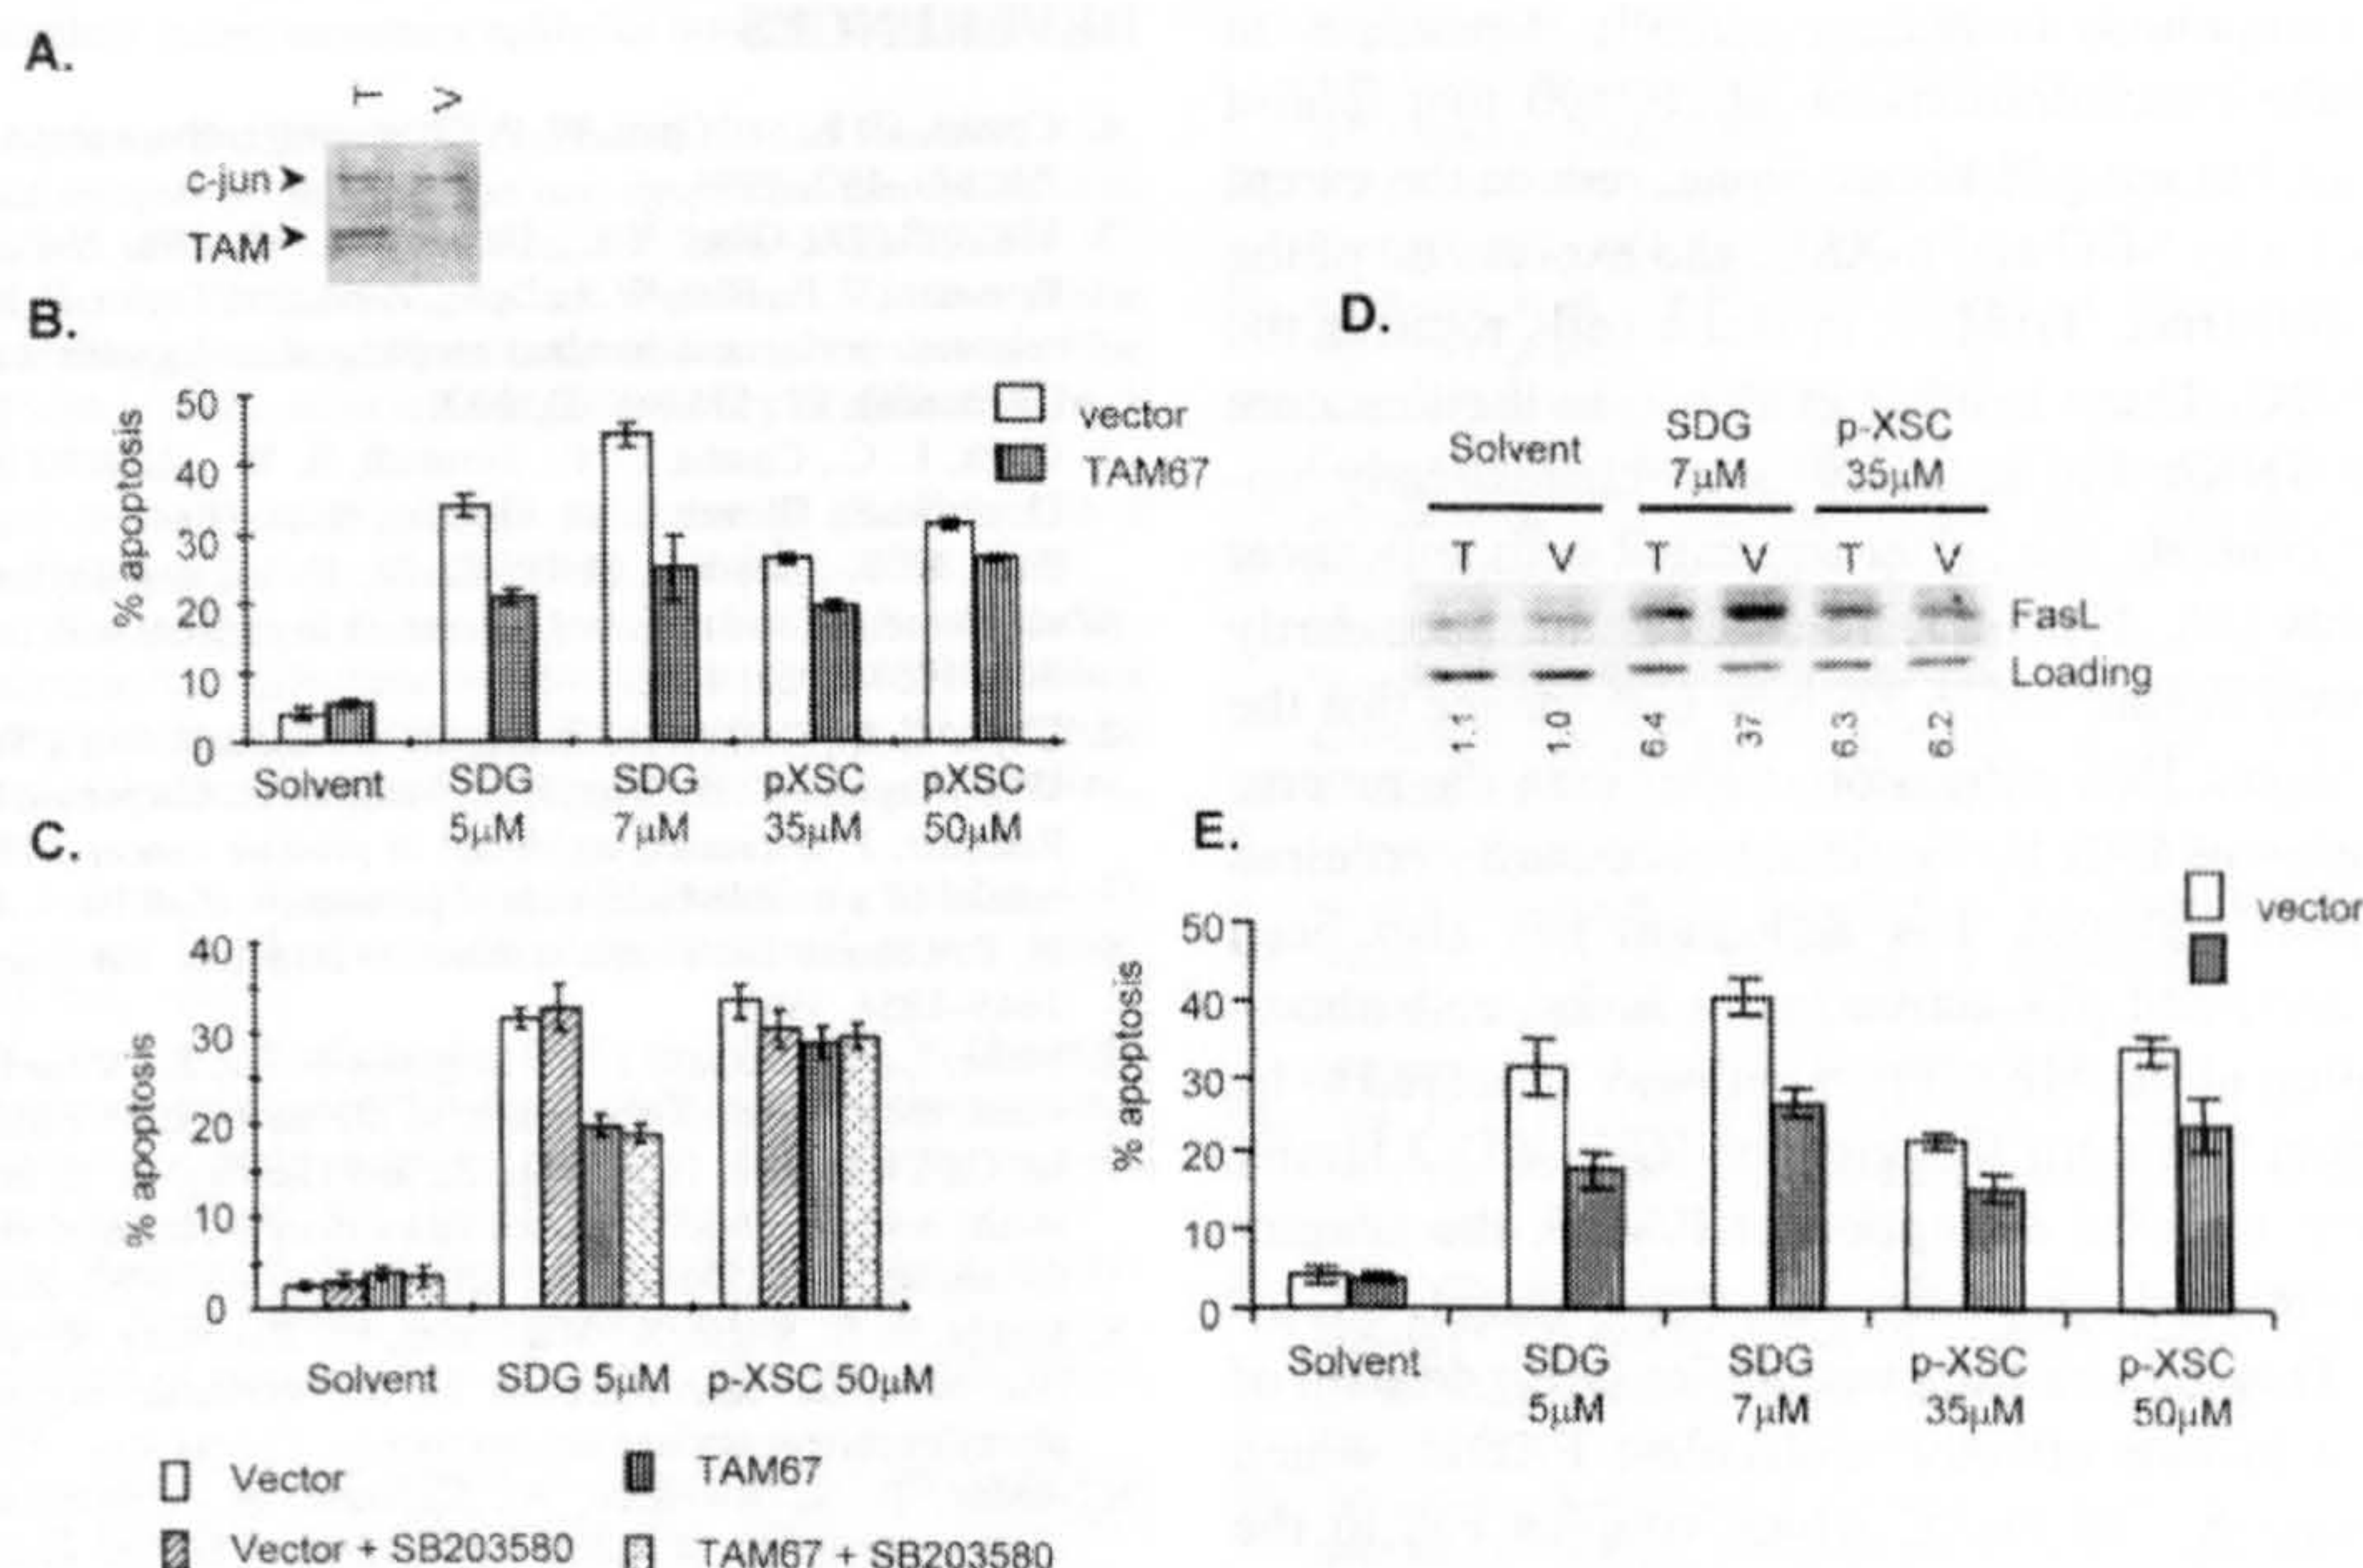 A.
T V
c-jun
TAM
B.
50
40
30
20
10
0
% apoptosis
vector
TAM67
Solvent
SDG
5µM
SDG
7µM
pXSC
35µM
pXSC
50µM
C.
40
30
20
10
0
% apoptosis
Solvent
SDG 5µM
p-XSC 50µM
Vector
TAM67
Vector + SB203580
TAM67 + SB203580
D.
Solvent
SDG
7µM
p-XSC
35µM
T V T V T V
FasL
Loading
1.1 1.0 6.4 37 6.3 6.2
E.
50
40
30
20
10
0
% apoptosis
vector
Solvent
SDG
5µM
SDG
7µM
p-XSC
35µM
p-XSC
50µM